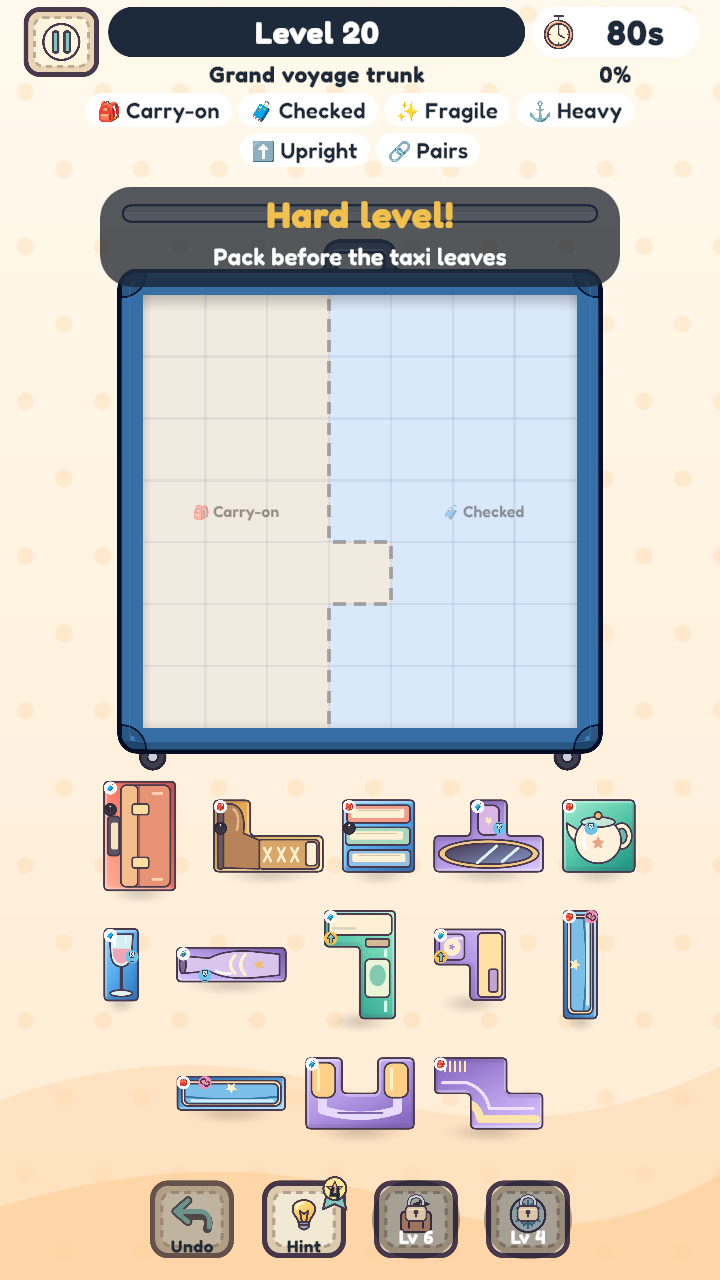 Level 20
80s
Grand voyage trunk
0%
Carry-on
Checked
Fragile
Heavy
Upright
Pairs
Hard level!
Pack before the taxi leaves
Carry-on
Checked
XXX
4
Undo
Hint
Lv 6
Lv 4